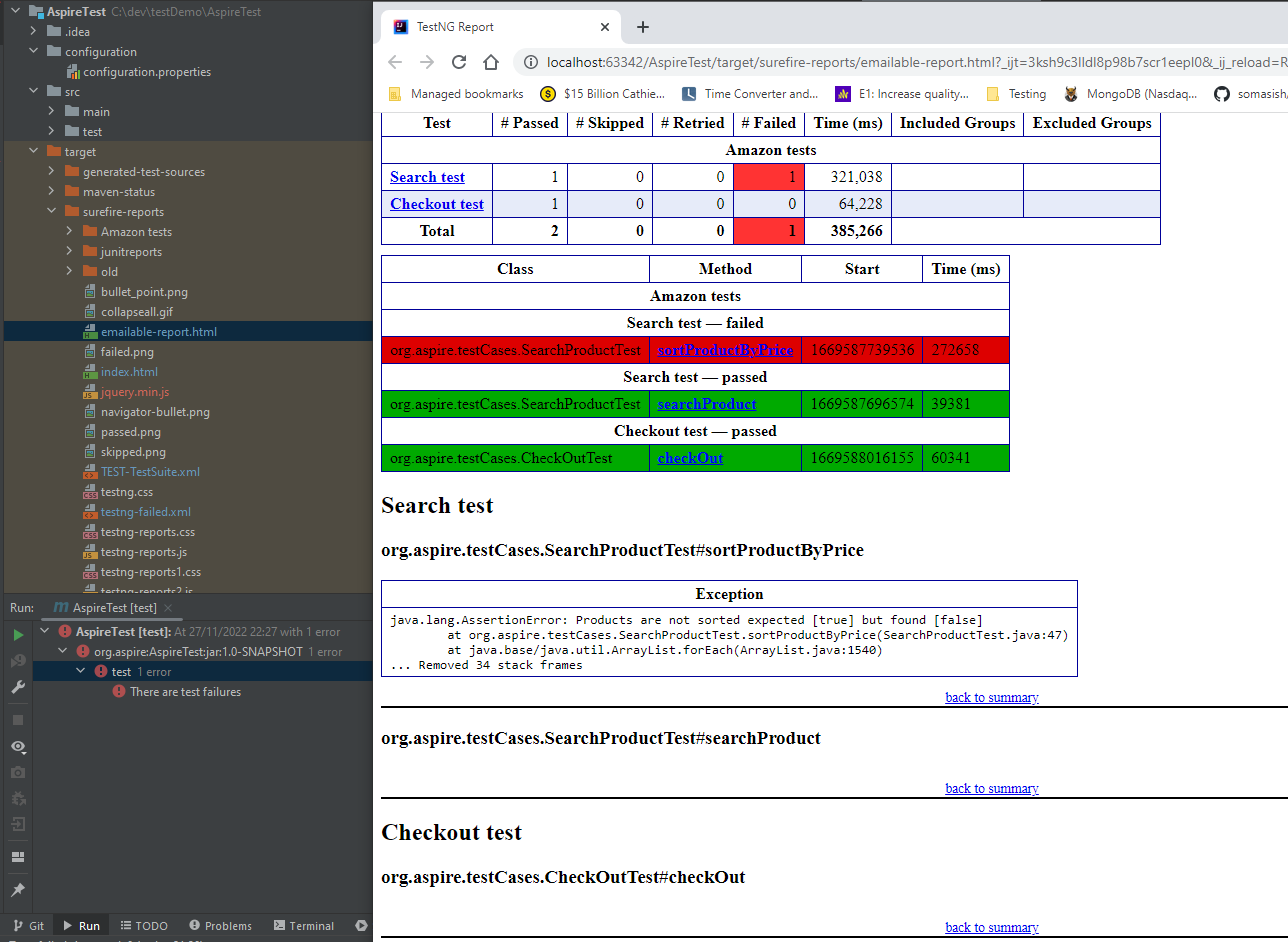 AspireTest C:\dev\testDemo\AspireTest
.idea
configuration
configuration.properties
src
main
test
target
generated-test-sources
maven-status
surefire-reports
Amazon tests
junitreports
old
bullet_point.png
collapseall.gif
emailable-report.html
failed.png
index.html
jquery.min.js
navigator-bullet.png
passed.png
skipped.png
TEST-TestSuite.xml
testng.css
testng-failed.xml
testng-reports.css
testng-reports.js
testng-reports1.css
testng-reports2.js
Run: AspireTest [test]
AspireTest [test]: At 27/11/2022 22:27 with 1 error
org.aspire:AspireTest:jar:1.0-SNAPSHOT 1 error
test 1 error
There are test failures
Git Run TODO Problems Terminal
TestNG Report
localhost:63342/AspireTest/target/surefire-reports/emailable-report.html?_ijt=3ksh9c3lldl8p98b7scr1eepl0&_ij_reload=R
Managed bookmarks $15 Billion Cathie... Time Converter and... E1: Increase quality... Testing MongoDB (Nasdaq... somasish/
Test # Passed # Skipped # Retried # Failed Time (ms) Included Groups Excluded Groups
Amazon tests
Search test 1 0 0 1 321,038
Checkout test 1 0 0 0 64,228
Total 2 0 0 1 385,266
Class Method Start Time (ms)
Amazon tests
Search test — failed
org.aspire.testCases.SearchProductTest sortProductByPrice 1669587739536 272658
Search test — passed
org.aspire.testCases.SearchProductTest searchProduct 1669587696574 39381
Checkout test — passed
org.aspire.testCases.CheckOutTest checkOut 1669588016155 60341
Search test
org.aspire.testCases.SearchProductTest#sortProductByPrice
Exception
java.lang.AssertionError: Products are not sorted expected [true] but found [false]
at org.aspire.testCases.SearchProductTest.sortProductByPrice(SearchProductTest.java:47)
at java.base/java.util.ArrayList.forEach(ArrayList.java:1540)
... Removed 34 stack frames
back to summary
org.aspire.testCases.SearchProductTest#searchProduct
back to summary
Checkout test
org.aspire.testCases.CheckOutTest#checkOut
back to summary